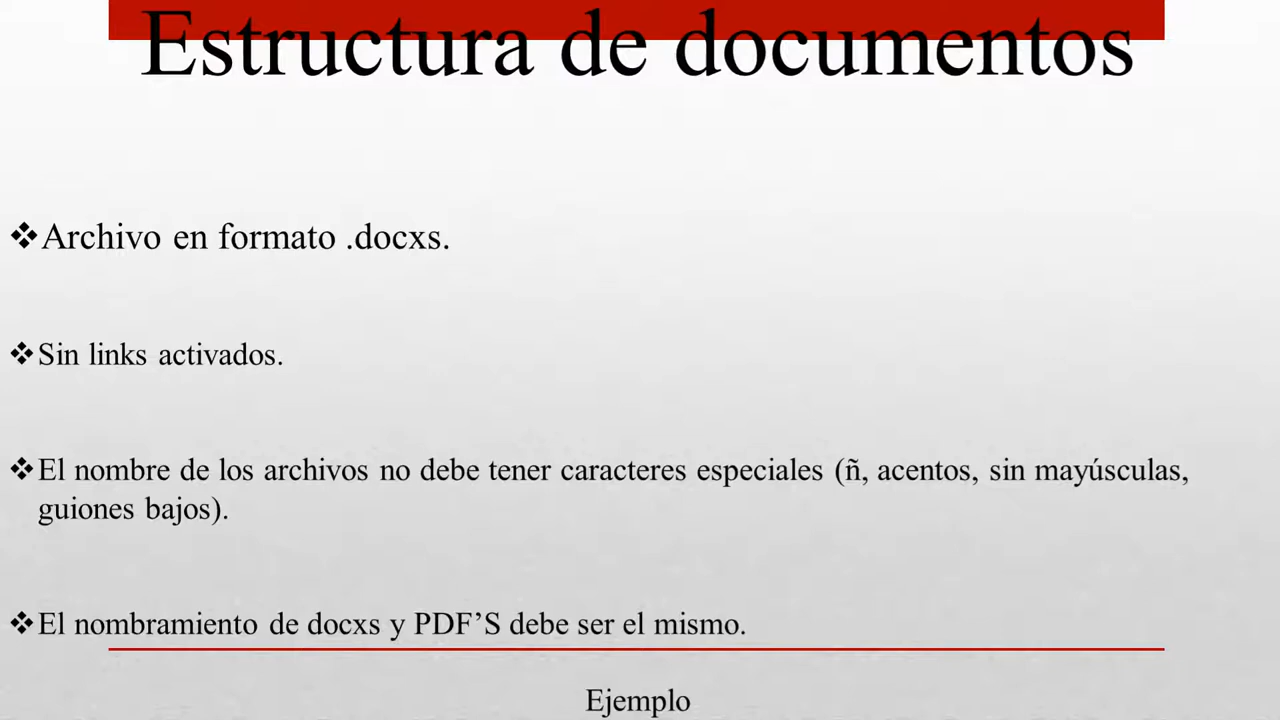 Estructura de documentos
❖Archivo en formato .docxs.
❖Sin links activados.
❖El nombre de los archivos no debe tener caracteres especiales (ñ, acentos, sin mayúsculas,
guiones bajos).
❖El nombramiento de docxs y PDF’S debe ser el mismo.
Ejemplo